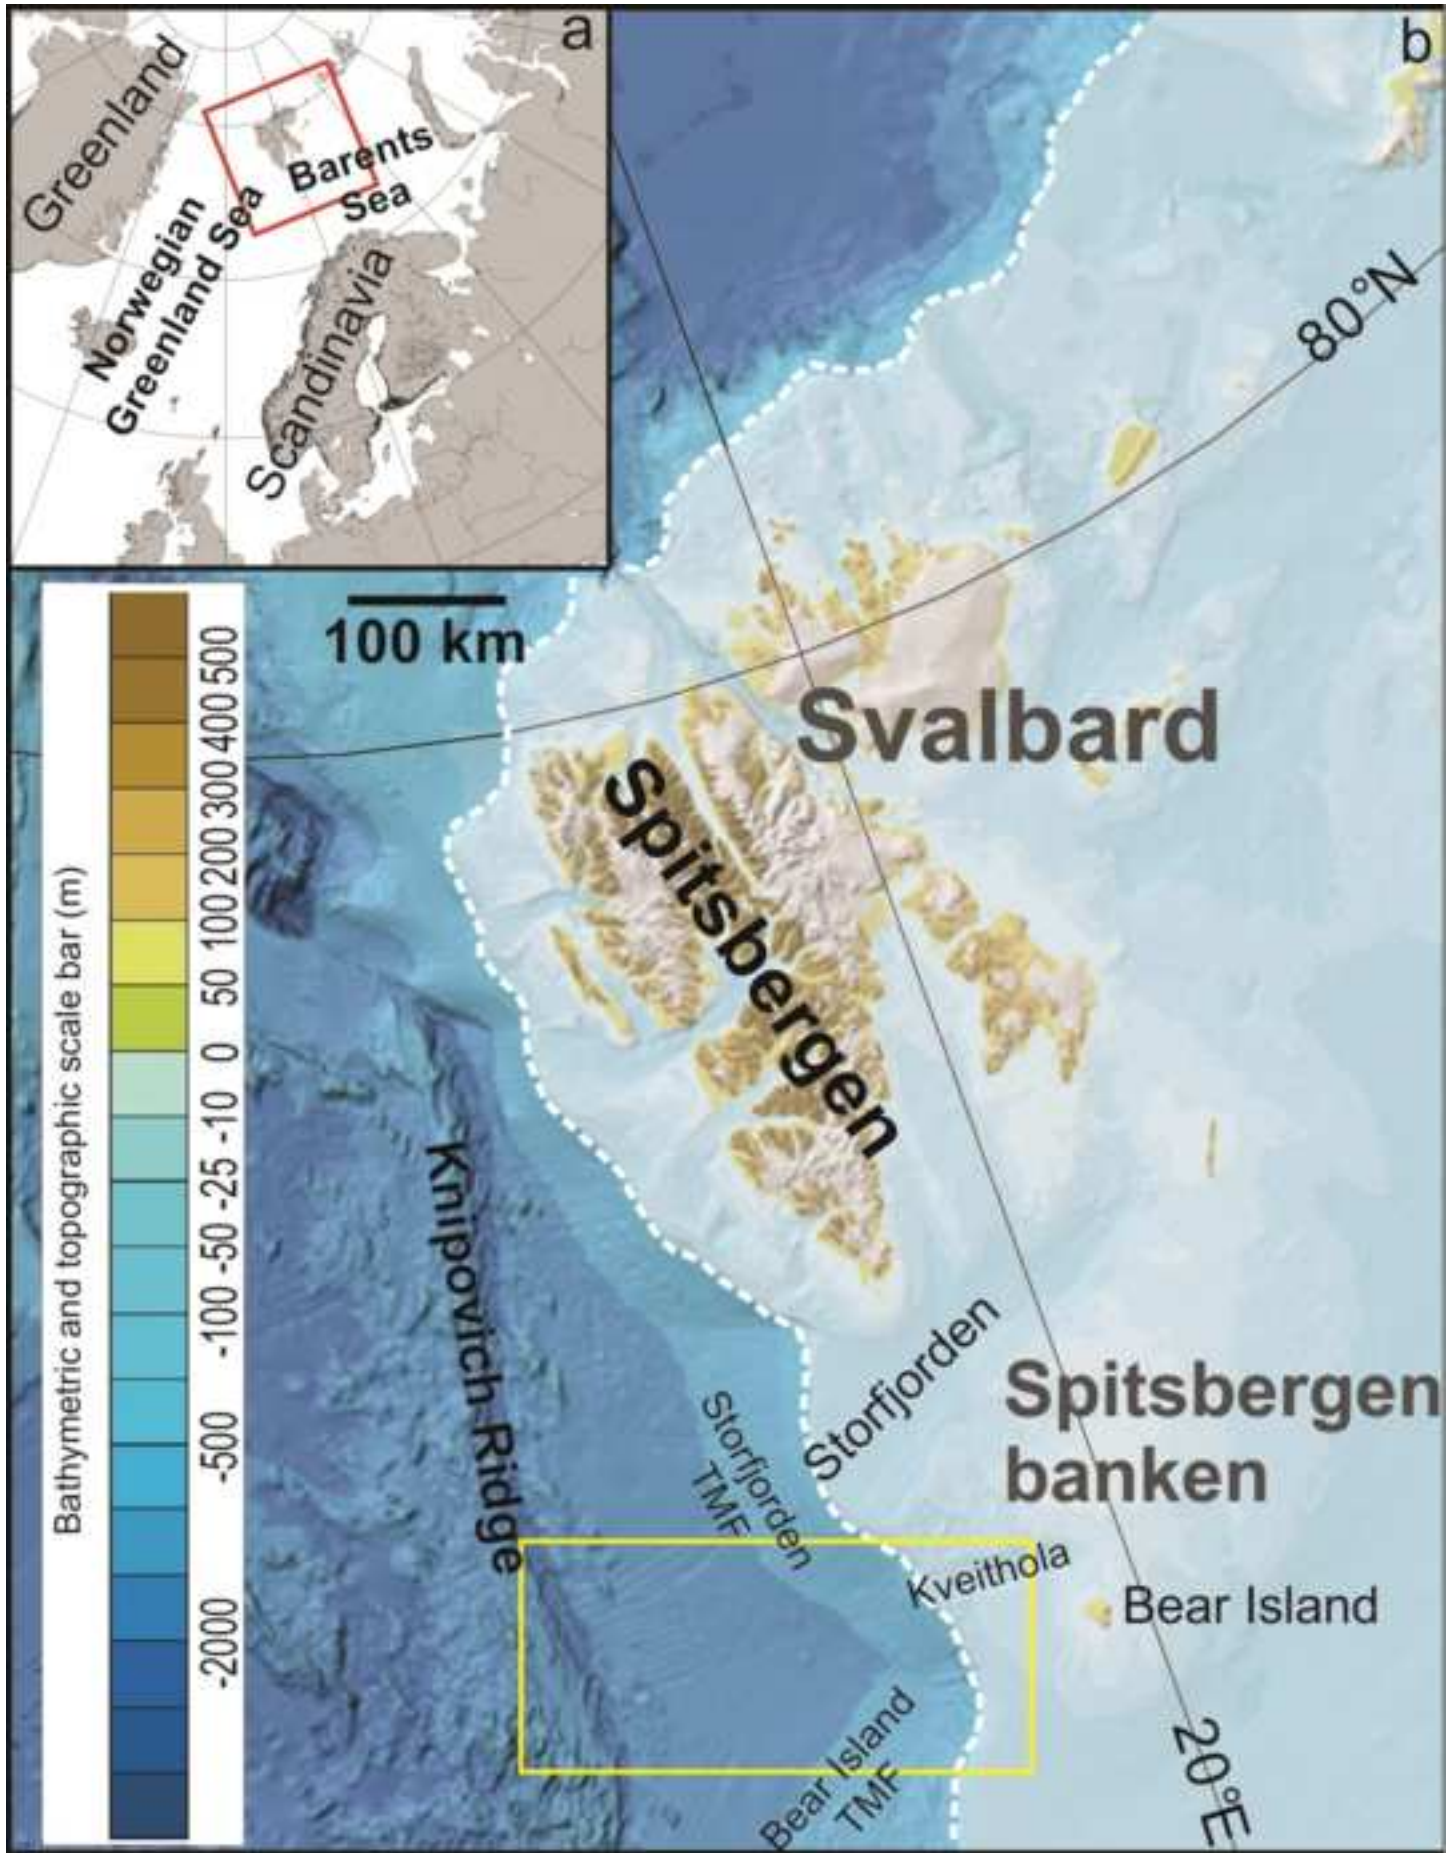 a
Greenland
Barents
Sea
Norwegian
Greenland Sea
Scandinavia
b
80°N
100 km
Svalbard
Spitsbergen
Bathymetric and topographic scale bar (m)
500
400
300
200
100
50
0
-10
-25
-50
-100
-500
-2000
Knipovich Ridge
Storfjorden
Spitsbergen
banken
Storfjorden
TMF
Kveithola
Bear Island
Bear Island
TMF
20°E